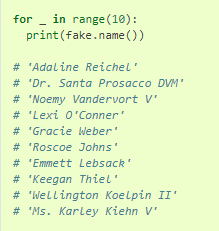 for _ in range(10):
  print(fake.name())

# 'Adaline Reichel'
# 'Dr. Santa Prosacco DVM'
# 'Noemy Vandervort V'
# 'Lexi O'Conner'
# 'Gracie Weber'
# 'Roscoe Johns'
# 'Emmett Lebsack'
# 'Keegan Thiel'
# 'Wellington Koelpin II'
# 'Ms. Karley Kiehn V'